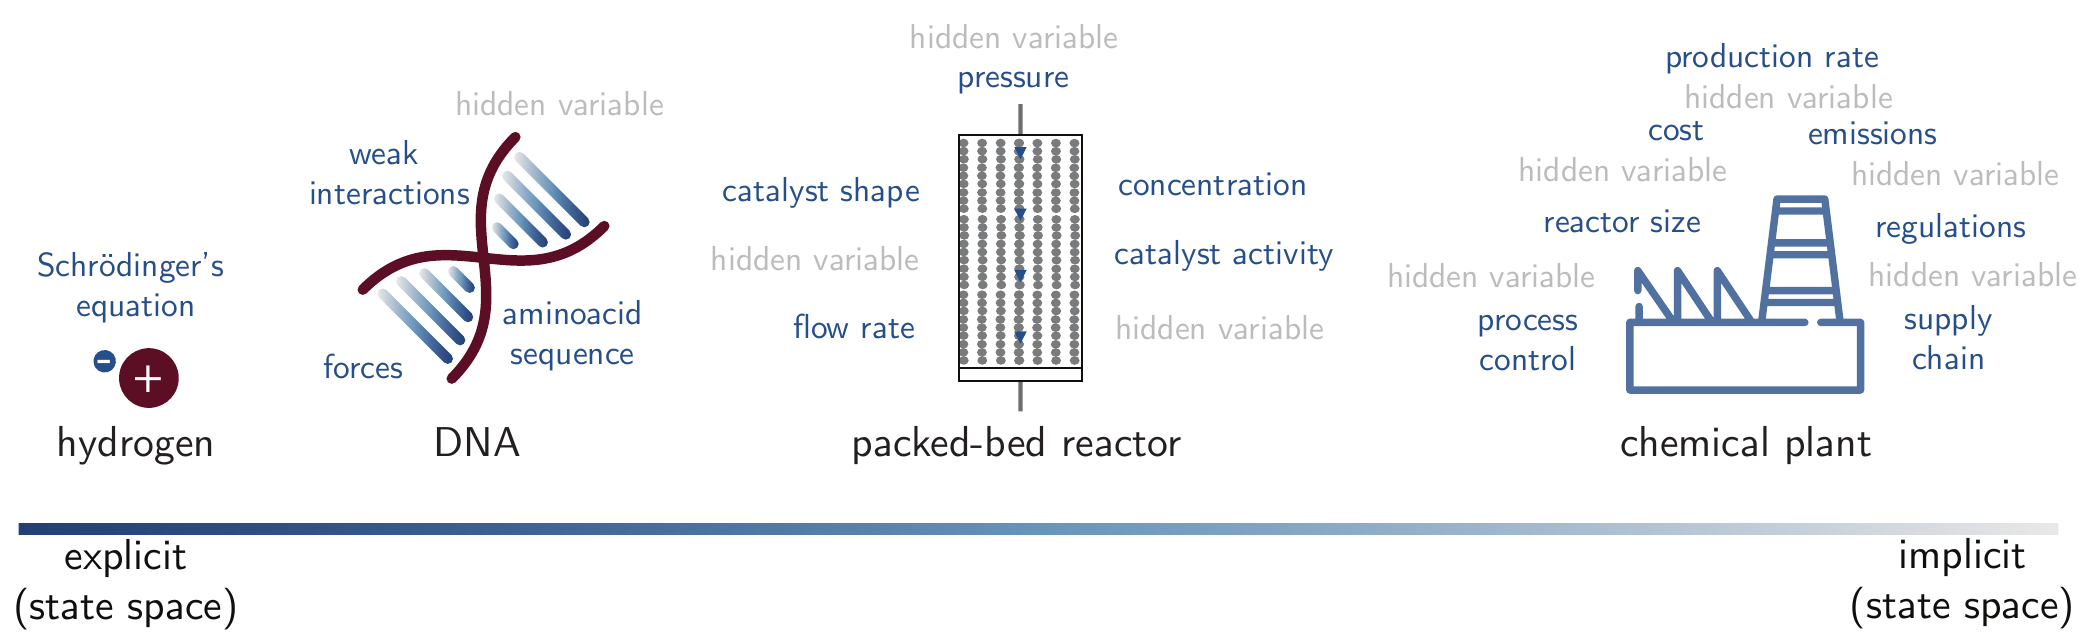 Schrödinger's
equation
−
+
hydrogen
hidden variable
weak
interactions
aminoacid
sequence
forces
DNA
hidden variable
pressure
catalyst shape
concentration
hidden variable
catalyst activity
flow rate
hidden variable
packed-bed reactor
production rate
hidden variable
cost
emissions
hidden variable
hidden variable
reactor size
regulations
hidden variable
hidden variable
process
control
supply
chain
chemical plant
explicit
(state space)
implicit
(state space)